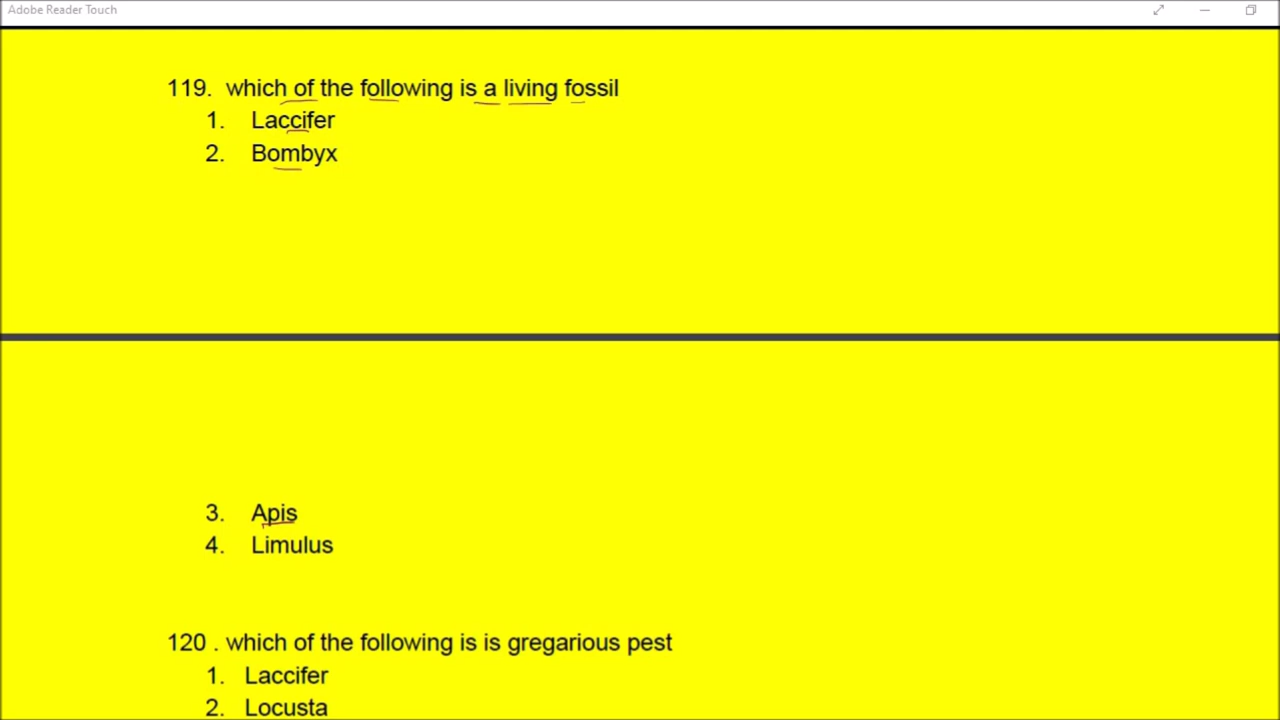 Adobe Reader Touch
119. which of the following is a living fossil
1. Laccifer
2. Bombyx
3. Apis
4. Limulus
120 . which of the following is is gregarious pest
1. Laccifer
2. Locusta